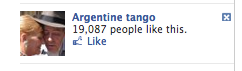 Argentine tango
19,087 people like this.
Like